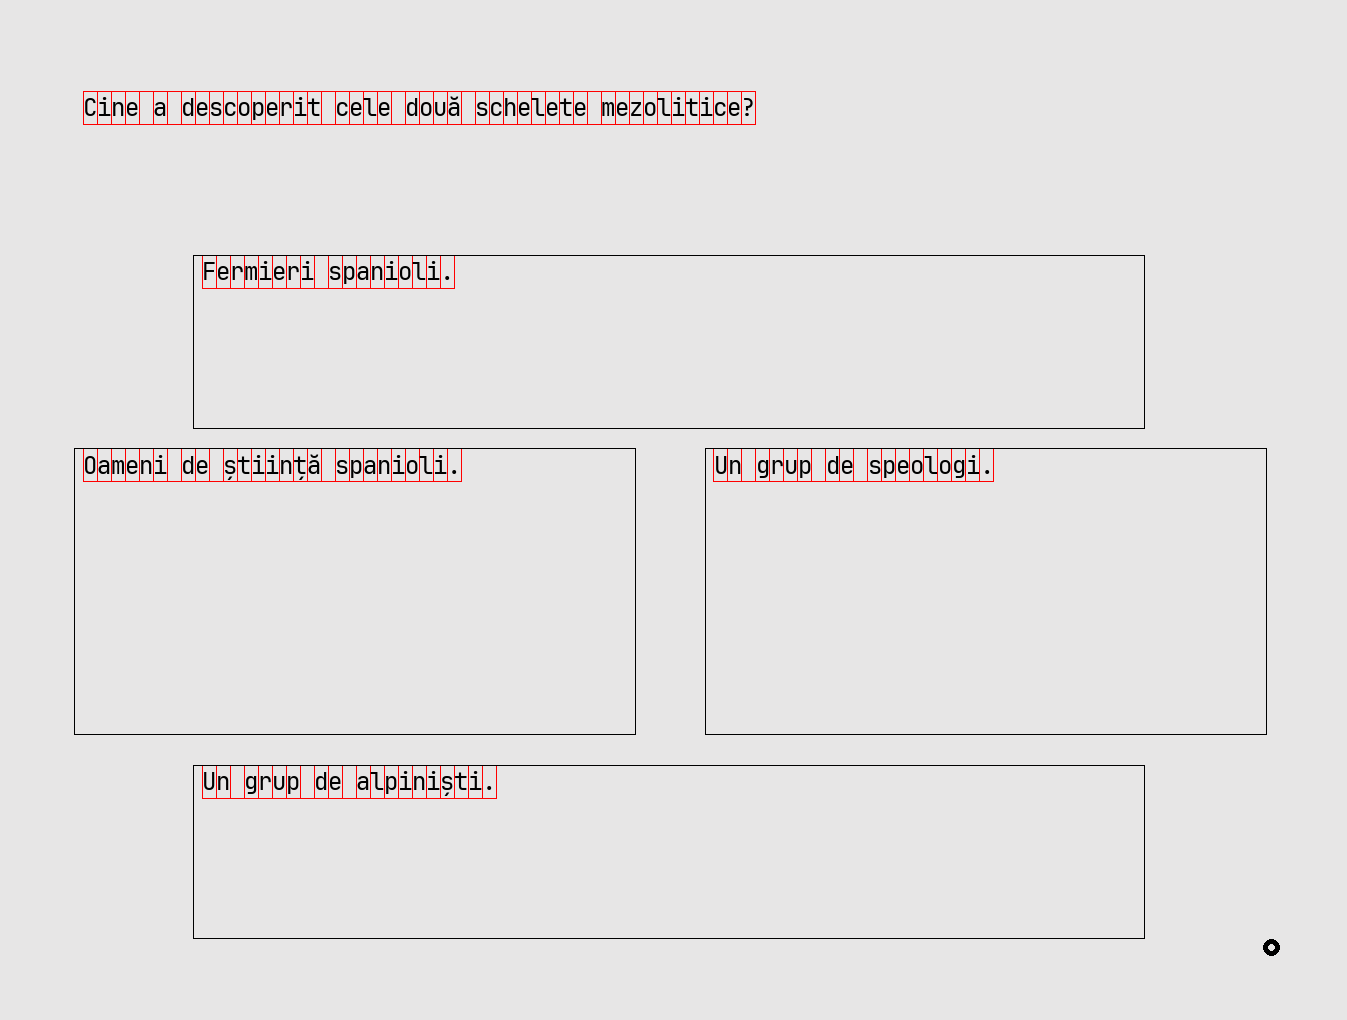 Cine a descoperit cele două schelete mezolitice?
Fermieri spanioli.
Oameni de știință spanioli.
Un grup de speologi.
Un grup de alpiniști.